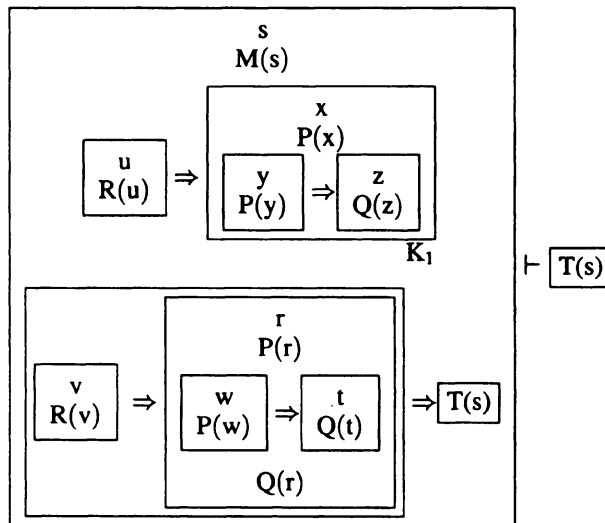 s
M(s)
x
P(x)
u
R(u)
⇒
y
P(y)
⇒
z
Q(z)
K₁
⊢ T(s)
r
P(r)
v
R(v)
⇒
w
P(w)
⇒
t
Q(t)
⇒ T(s)
Q(r)